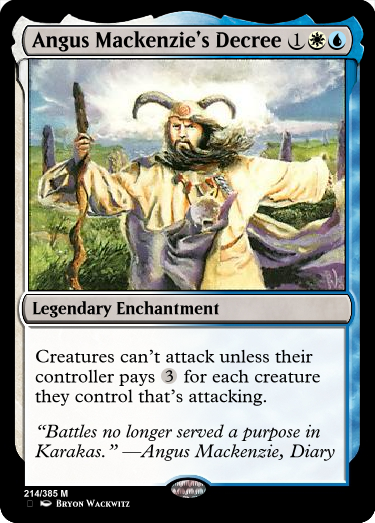 Angus Mackenzie's Decree 1
Legendary Enchantment
Creatures can't attack unless their
controller pays 3 for each creature
they control that's attacking.
"Battles no longer served a purpose in
Karakas." —Angus Mackenzie, Diary
214/385 M
Bryon Wackwitz